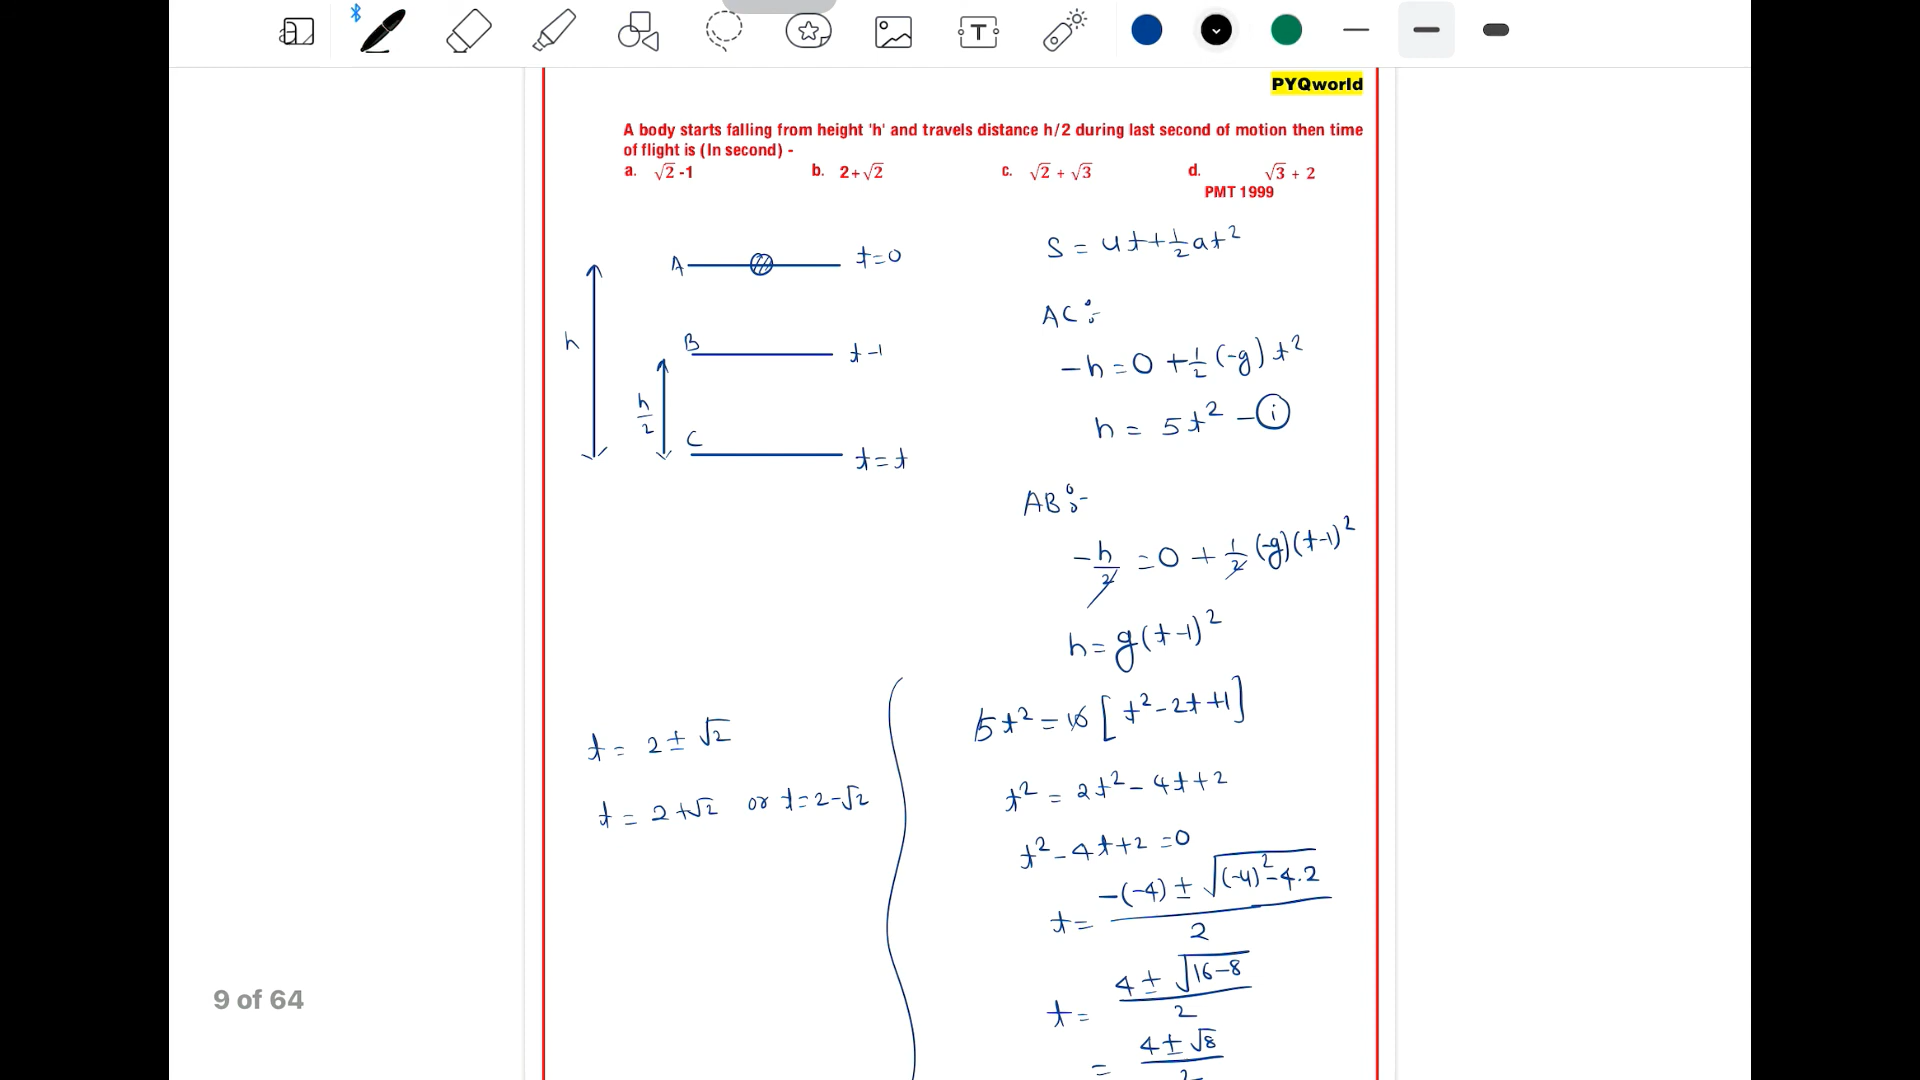 T
PYQworld
A body starts falling from height 'h' and travels distance h/2 during last second of motion then time
of flight is (In second) -
a. √2 -1 b. 2+√2 c. √2 + √3 d. √3 + 2
PMT 1999
A t=0
h
B t-1
h/2
C t=t
S = ut+½at²
AC:-
-h = 0 +½(-g)t²
h = 5t² -(i)
AB:-
-h/2 = 0 + ½(-g)(t-1)²
h = g(t-1)²
5t² = 10[t²-2t+1]
t² = 2t²-4t+2
t²-4t+2 =0
t= (-(-4) ± √((-4)²-4.2))/2
t= (4 ± √(16-8))/2
= (4 ± √8)/2
t = 2 ± √2
t = 2+√2 or t=2-√2
9 of 64